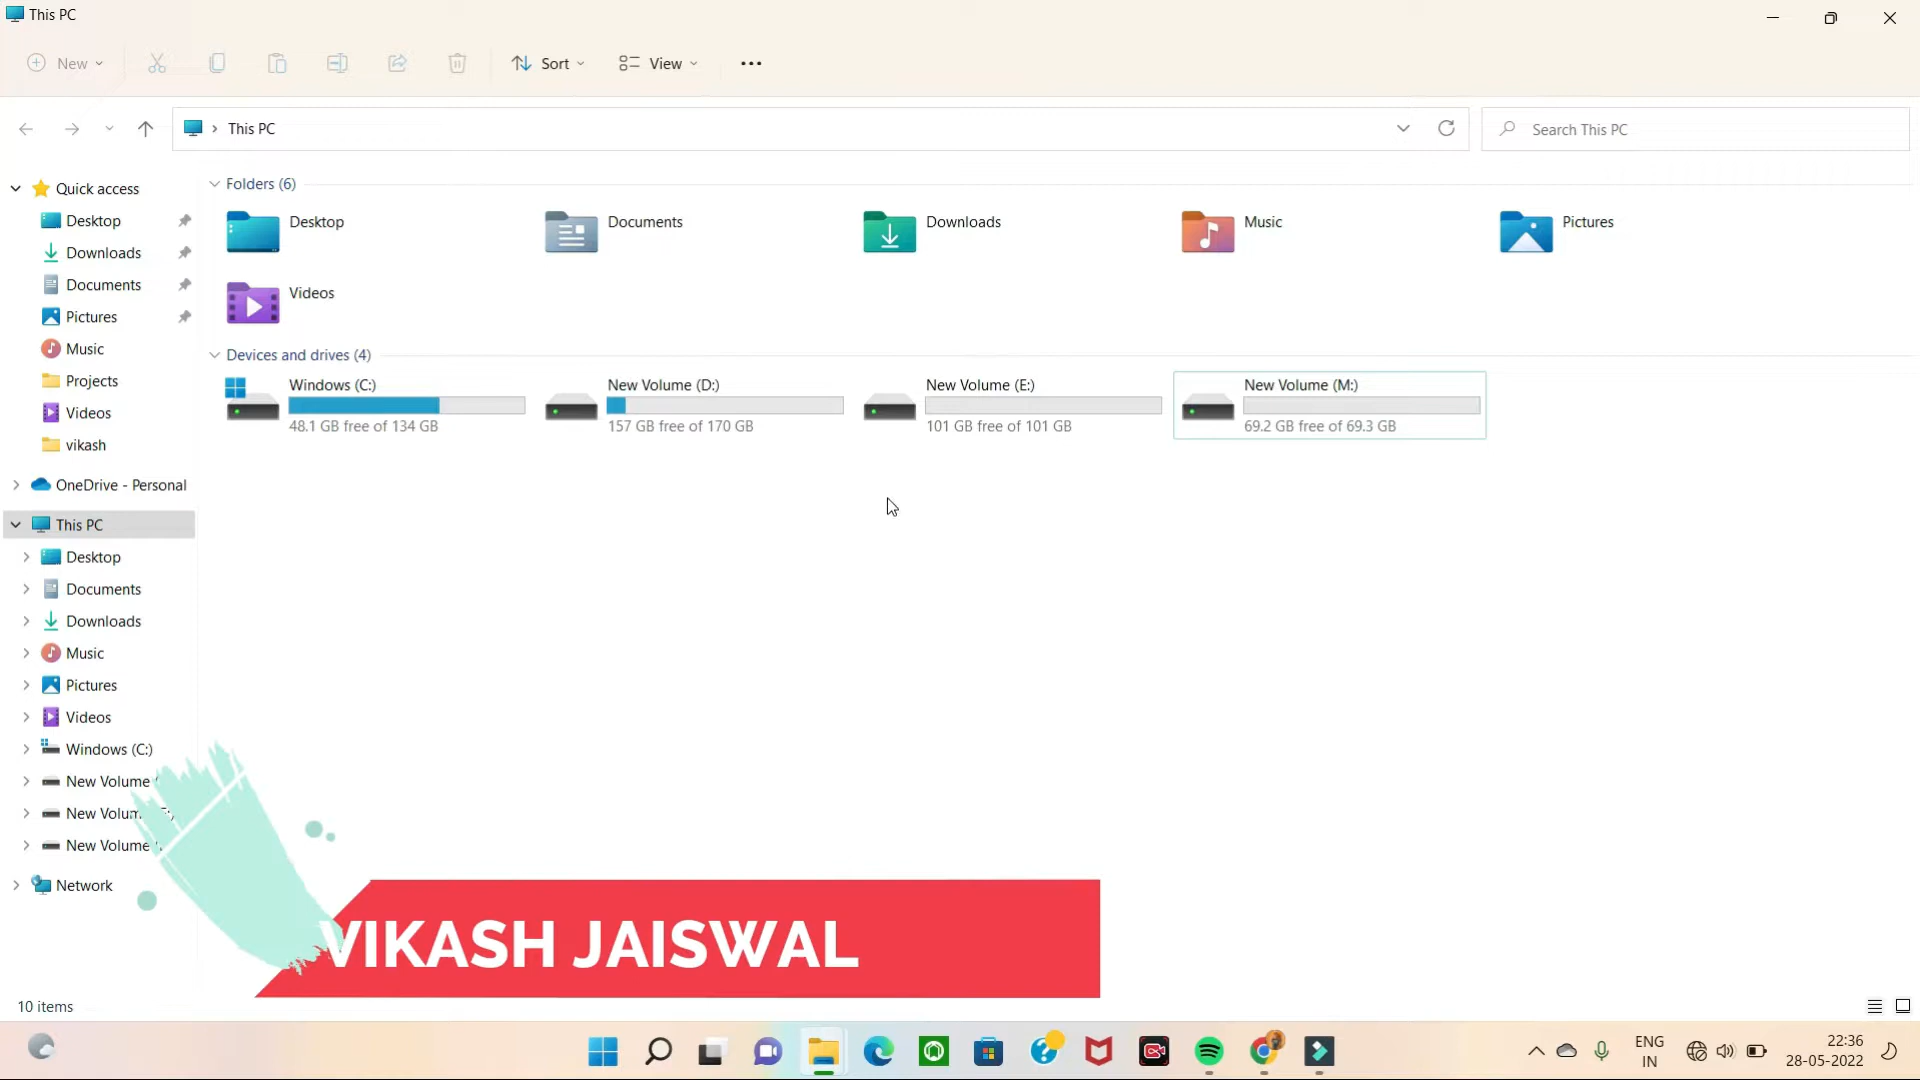 This PC
New
Sort
View
This PC
Search This PC
Quick access
Desktop
Downloads
Documents
Pictures
Music
Projects
Videos
vikash
OneDrive - Personal
This PC
Desktop
Documents
Downloads
Music
Pictures
Videos
Windows (C:)
New Volume
New Volum
New Volume
Network
Folders (6)
Desktop
Documents
Downloads
Music
Pictures
Videos
Devices and drives (4)
Windows (C:)
48.1 GB free of 134 GB
New Volume (D:)
157 GB free of 170 GB
New Volume (E:)
101 GB free of 101 GB
New Volume (M:)
69.2 GB free of 69.3 GB
VIKASH JAISWAL
10 items
ENG
IN
22:36
28-05-2022